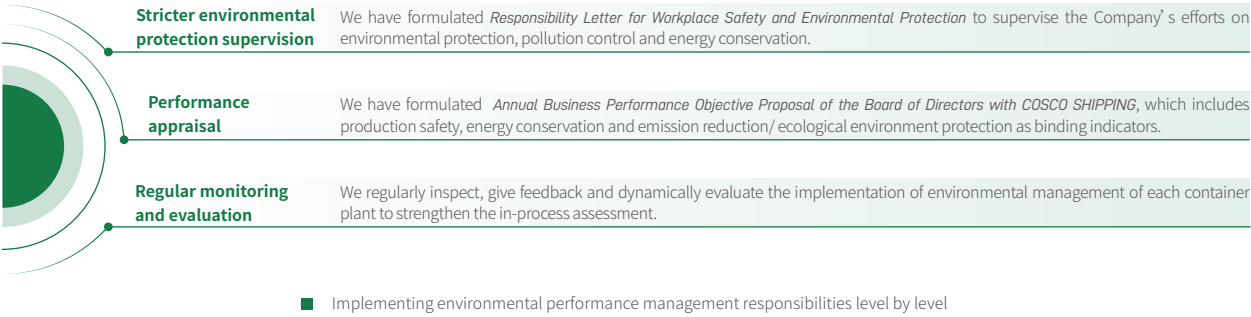 Stricter environmental
protection supervision
We have formulated Responsibility Letter for Workplace Safety and Environmental Protection to supervise the Company’s efforts on
environmental protection, pollution control and energy conservation.
Performance
appraisal
We have formulated Annual Business Performance Objective Proposal of the Board of Directors with COSCO SHIPPING, which includes
production safety, energy conservation and emission reduction/ ecological environment protection as binding indicators.
Regular monitoring
and evaluation
We regularly inspect, give feedback and dynamically evaluate the implementation of environmental management of each container
plant to strengthen the in-process assessment.
Implementing environmental performance management responsibilities level by level